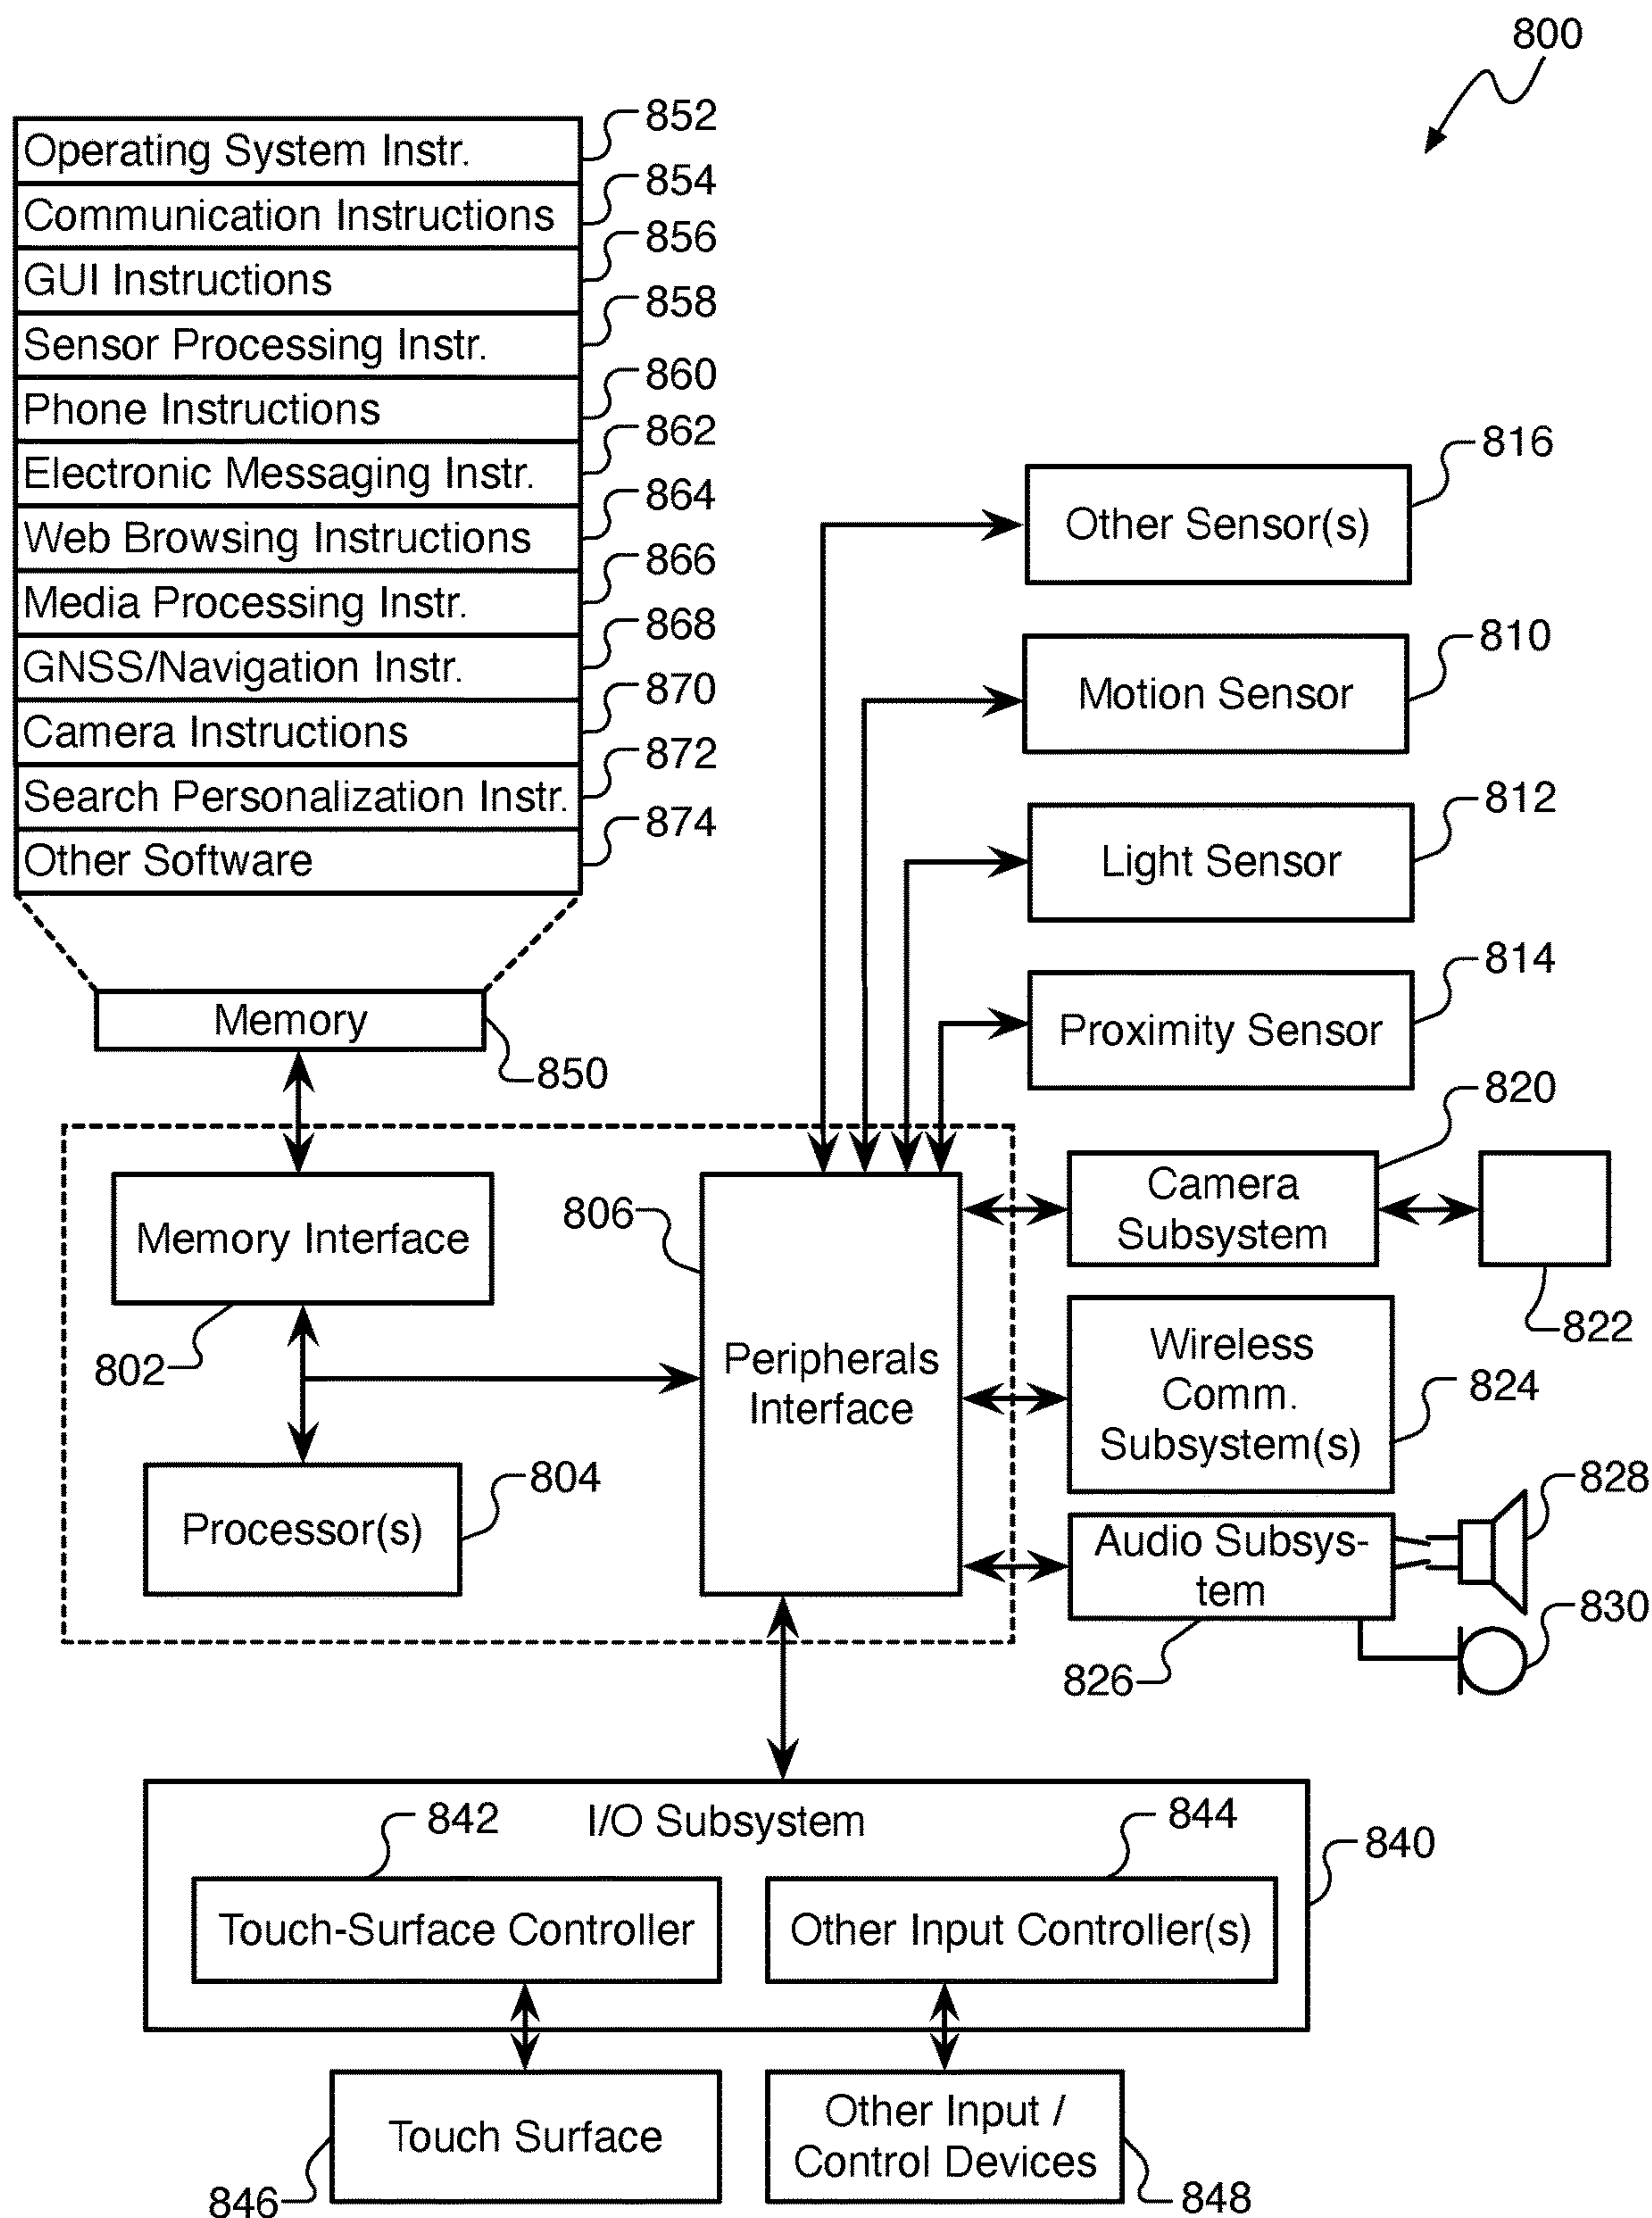 800
Operating System Instr.
852
Communication Instructions
854
GUI Instructions
856
Sensor Processing Instr.
858
Phone Instructions
860
Electronic Messaging Instr.
862
Web Browsing Instructions
864
Media Processing Instr.
866
GNSS/Navigation Instr.
868
Camera Instructions
870
Search Personalization Instr.
872
Other Software
874
Memory
850
Other Sensor(s)
816
Motion Sensor
810
Light Sensor
812
Proximity Sensor
814
Memory Interface
802
Processor(s)
804
806
Peripherals
Interface
Camera
Subsystem
820
822
Wireless
Comm.
Subsystem(s)
824
Audio Subsys-
tem
826
828
830
I/O Subsystem
840
842
Touch-Surface Controller
844
Other Input Controller(s)
Touch Surface
846
Other Input /
Control Devices
848